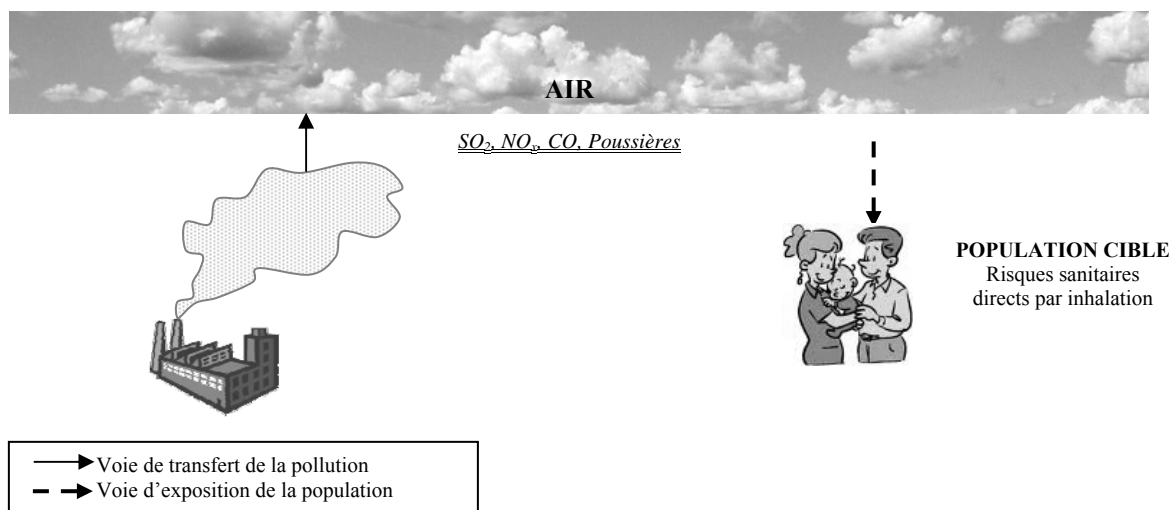 AIR
SO₂, NOₓ, CO, Poussières
POPULATION CIBLE
Risques sanitaires
directs par inhalation
Voie de transfert de la pollution
Voie d'exposition de la population